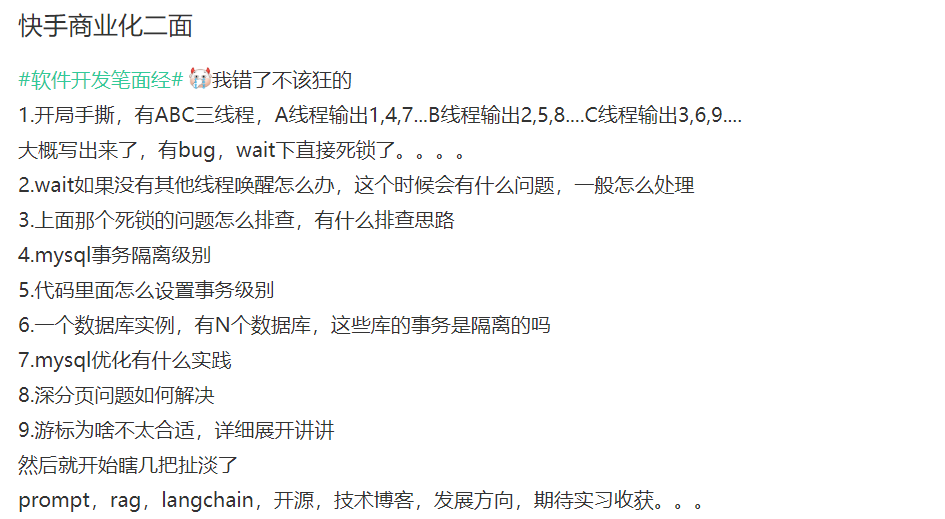 快手商业化二面
#软件开发笔面经# 我错了不该狂的
1.开局手撕，有ABC三线程，A线程输出1,4,7...B线程输出2,5,8....C线程输出3,6,9....
大概写出来了，有bug，wait下直接死锁了。。。。
2.wait如果没有其他线程唤醒怎么办，这个时候会有什么问题，一般怎么处理
3.上面那个死锁的问题怎么排查，有什么排查思路
4.mysql事务隔离级别
5.代码里面怎么设置事务级别
6.一个数据库实例，有N个数据库，这些库的事务是隔离的吗
7.mysql优化有什么实践
8.深分页问题如何解决
9.游标为啥不太合适，详细展开讲讲
然后就开始瞎几把扯淡了
prompt，rag，langchain，开源，技术博客，发展方向，期待实习收获。。。